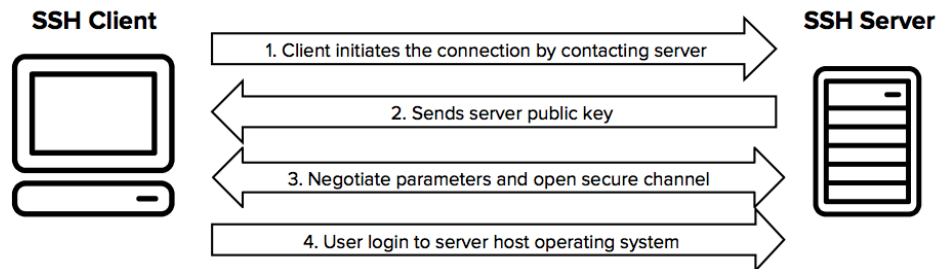 SSH Client
SSH Server
1. Client initiates the connection by contacting server
2. Sends server public key
3. Negotiate parameters and open secure channel
4. User login to server host operating system